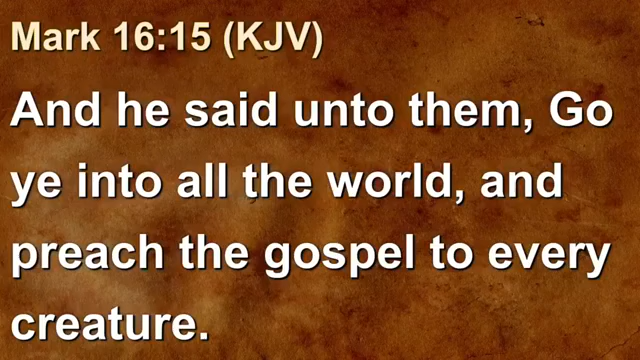 Mark 16:15 (KJV)
And he said unto them, Go
ye into all the world, and
preach the gospel to every
creature.